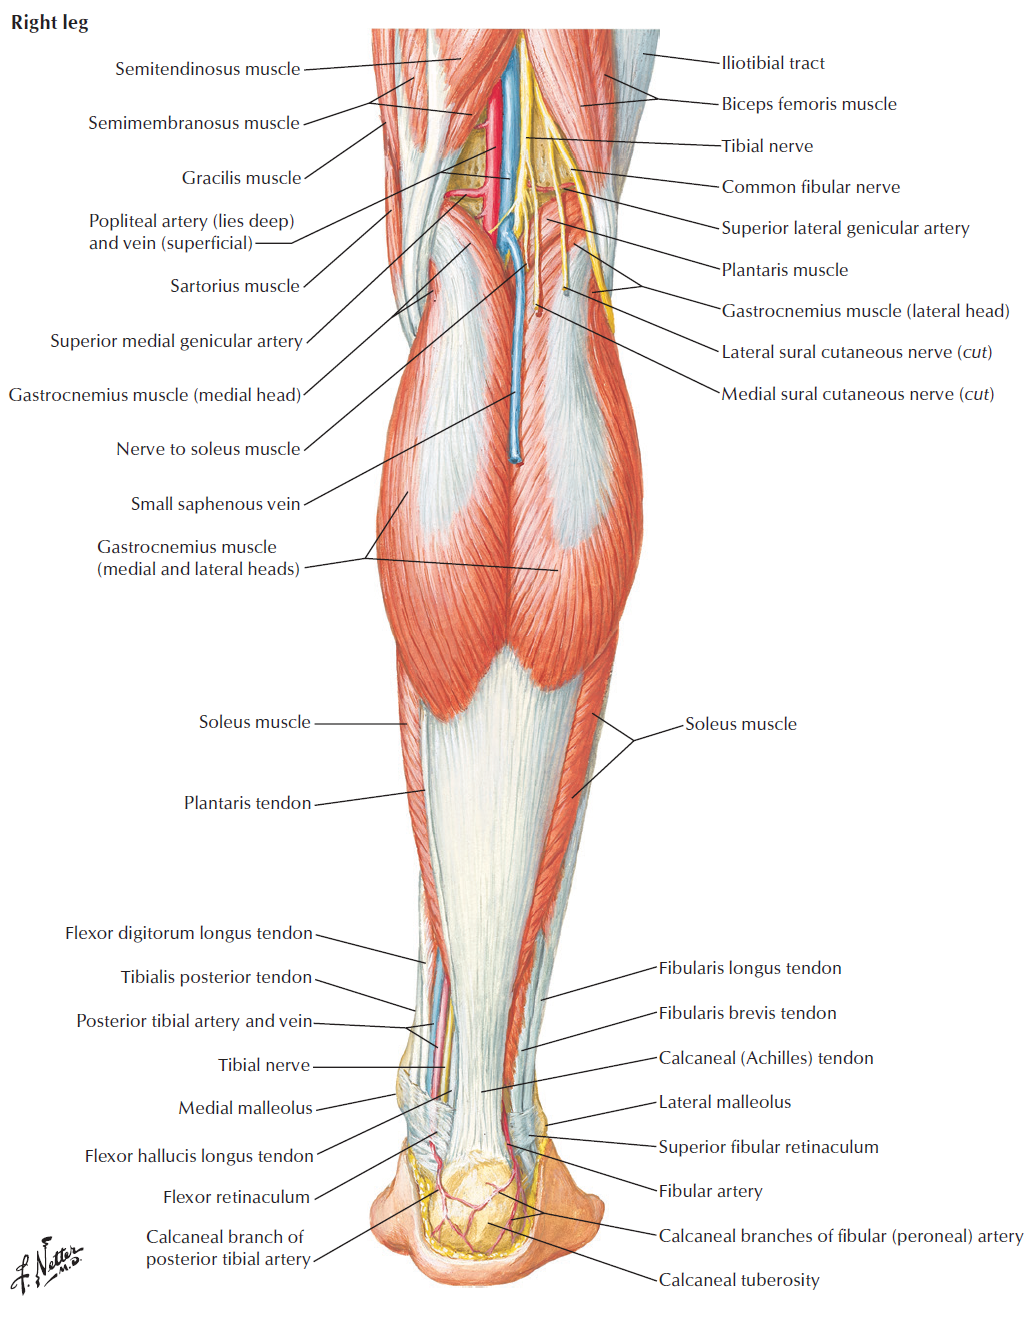 Right leg
Semitendinosus muscle
Semimembranosus muscle
Gracilis muscle
Popliteal artery (lies deep)
and vein (superficial)
Sartorius muscle
Superior medial genicular artery
Gastrocnemius muscle (medial head)
Nerve to soleus muscle
Small saphenous vein
Gastrocnemius muscle
(medial and lateral heads)
Soleus muscle
Plantaris tendon
Flexor digitorum longus tendon
Tibialis posterior tendon
Posterior tibial artery and vein
Tibial nerve
Medial malleolus
Flexor hallucis longus tendon
Flexor retinaculum
Calcaneal branch of
posterior tibial artery
Iliotibial tract
Biceps femoris muscle
Tibial nerve
Common fibular nerve
Superior lateral genicular artery
Plantaris muscle
Gastrocnemius muscle (lateral head)
Lateral sural cutaneous nerve (cut)
Medial sural cutaneous nerve (cut)
Soleus muscle
Fibularis longus tendon
Fibularis brevis tendon
Calcaneal (Achilles) tendon
Lateral malleolus
Superior fibular retinaculum
Fibular artery
Calcaneal branches of fibular (peroneal) artery
Calcaneal tuberosity
F. Netter
M.D.